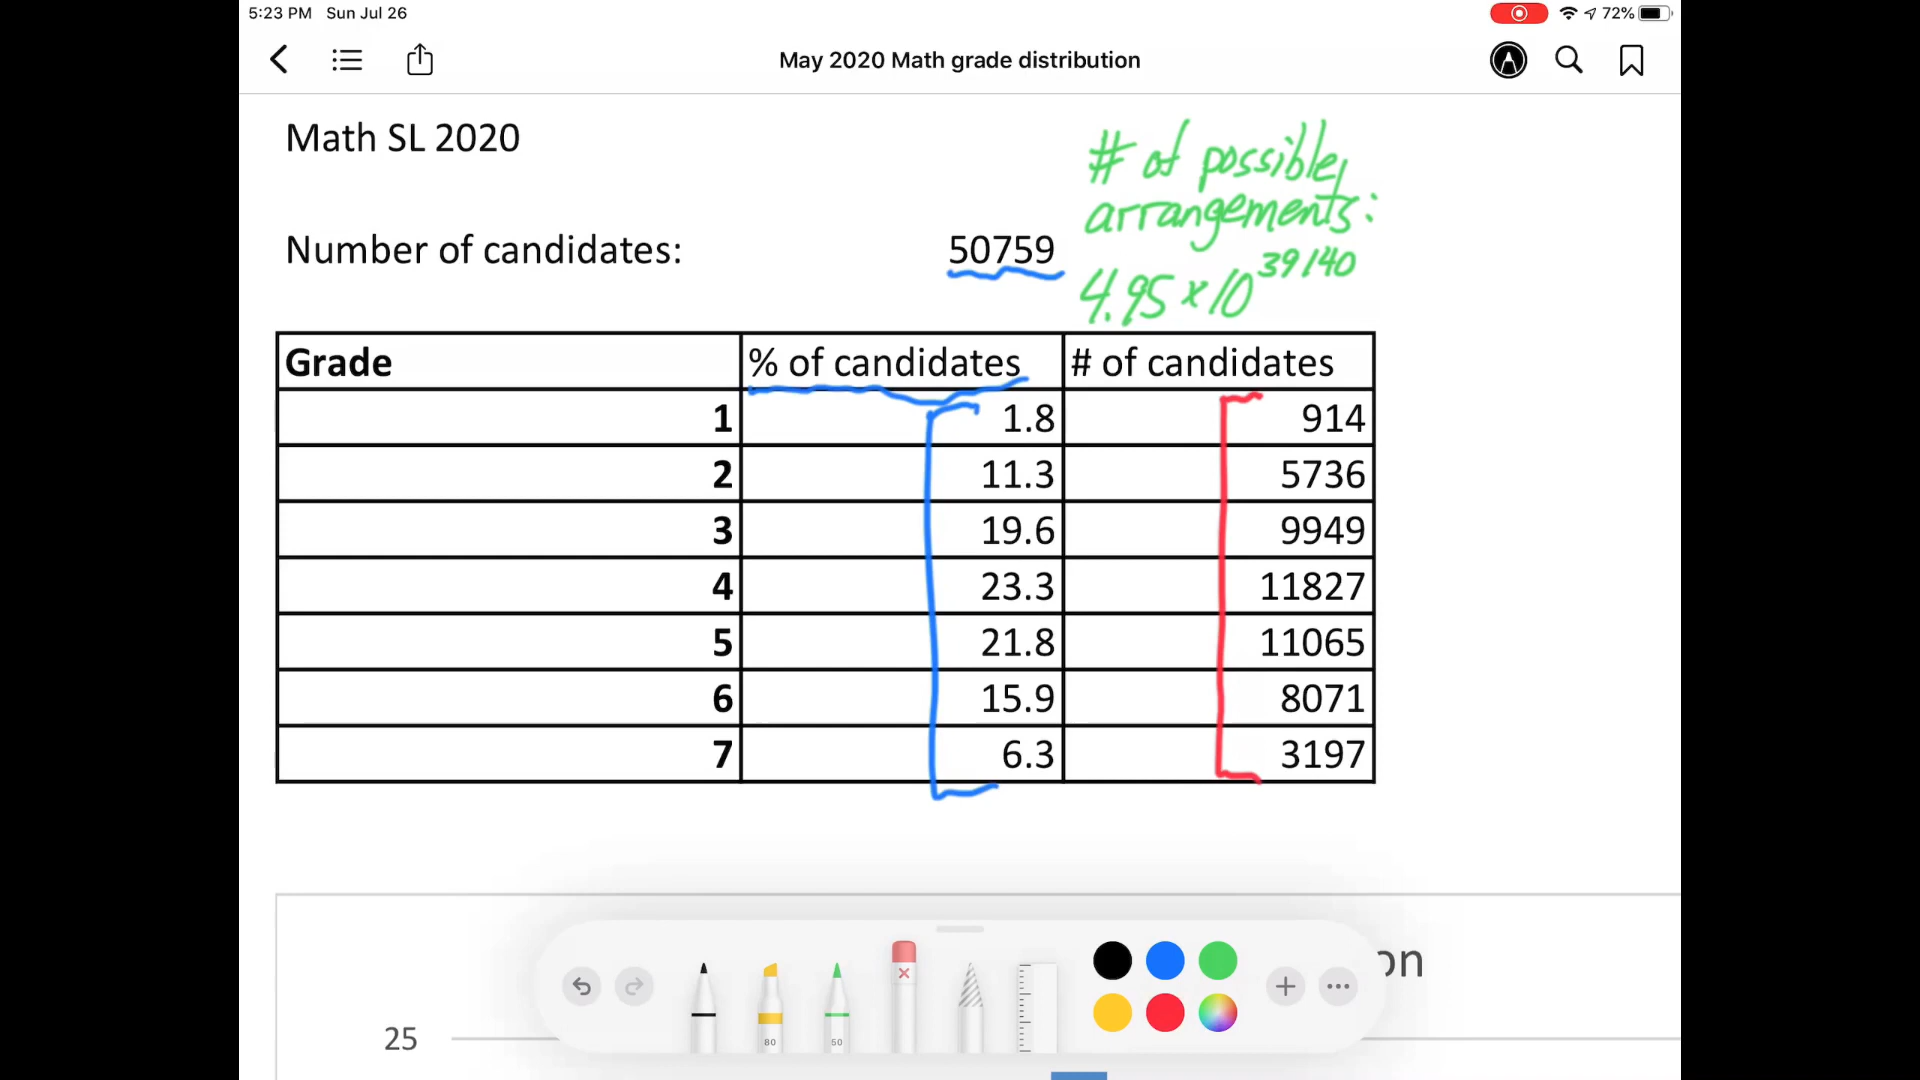 5:23 PM Sun Jul 26 72%
May 2020 Math grade distribution
Math SL 2020
# of possible
arrangements:
Number of candidates: 50759
4.95 × 10^39140
Grade % of candidates # of candidates
1 1.8 914
2 11.3 5736
3 19.6 9949
4 23.3 11827
5 21.8 11065
6 15.9 8071
7 6.3 3197
on
25
80 50